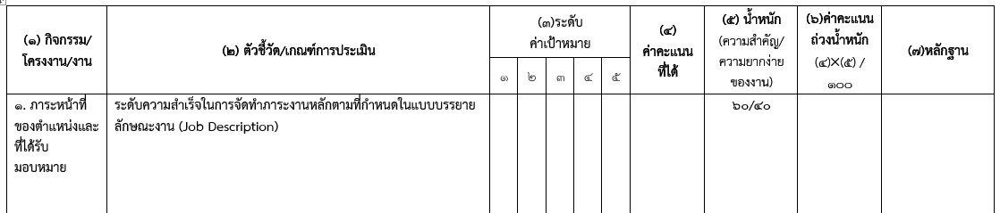 (๑) กิจกรรม/
โครงงาน/งาน
(๒) ตัวชี้วัด/เกณฑ์การประเมิน
(๓)ระดับ
ค่าเป้าหมาย
๑ ๒ ๓ ๔ ๕
(๔)
ค่าคะแนน
ที่ได้
(๕) น้ำหนัก
(ความสำคัญ/
ความยากง่าย
ของงาน)
(๖)ค่าคะแนน
ถ่วงน้ำหนัก
(๔)X(๕) /
๑๐๐
(๗)หลักฐาน
๑. ภาระหน้าที่
ของตำแหน่งและ
ที่ได้รับ
มอบหมาย
ระดับความสำเร็จในการจัดทำภาระงานหลักตามที่กำหนดในแบบบรรยาย
ลักษณะงาน (Job Description)
๖๐/๔๐